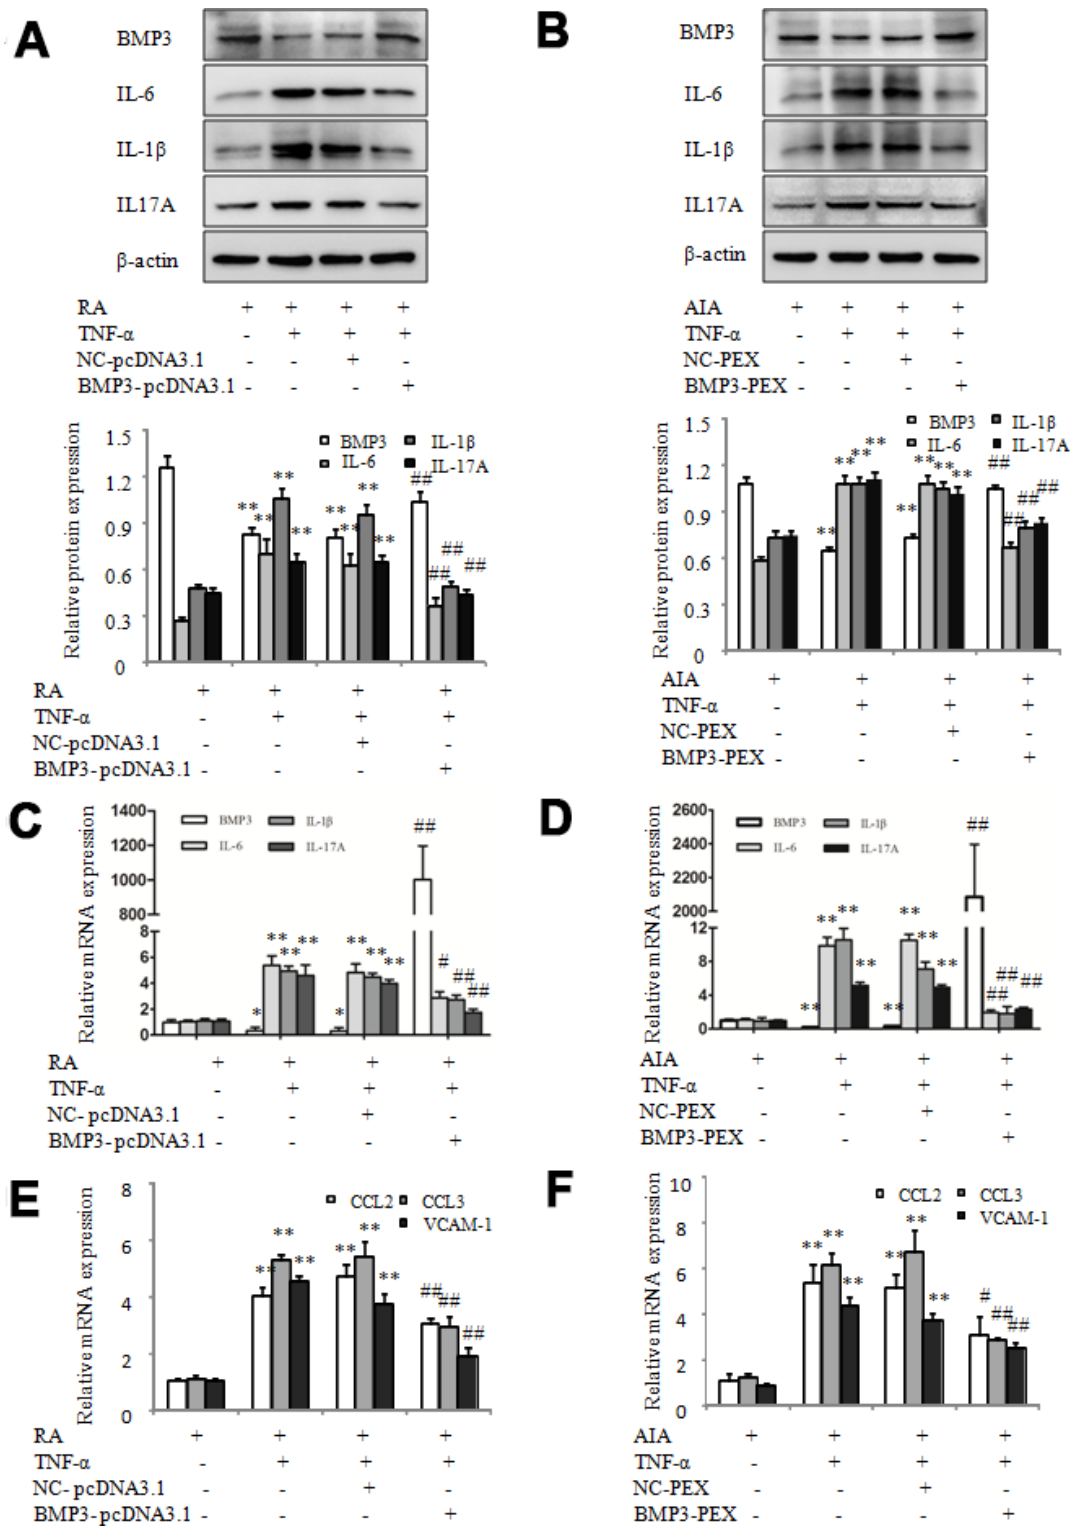 A
BMP3
IL-6
IL-1β
IL17A
β-actin
RA + + + +
TNF-α - + + +
NC-pcDNA3.1 - - + -
BMP3-pcDNA3.1 - - - +
Relative protein expression
1.5
1.2
0.9
0.6
0.3
0
BMP3 IL-1β
IL-6 IL-17A
** ** ** **
** ** ** **
## ## ## ##
RA + + + +
TNF-α - + + +
NC-pcDNA3.1 - - + -
BMP3-pcDNA3.1 - - - +
B
BMP3
IL-6
IL-1β
IL17A
β-actin
AIA + + + +
TNF-α - + + +
NC-PEX - - + -
BMP3-PEX - - - +
Relative protein expression
1.5
1.2
0.9
0.6
0.3
0
BMP3 IL-1β
IL-6 IL-17A
** ** ** **
** ** ** **
## ## ## ##
AIA + + + +
TNF-α - + + +
NC-PEX - - + -
BMP3-PEX - - - +
C
Relative mRNA expression
1400
1200
1000
800
8
6
4
2
0
BMP3 IL-1β
IL-6 IL-17A
* ** ** **
* ** ** **
## # ## ##
RA + + + +
TNF-α - + + +
NC- pcDNA3.1 - - + -
BMP3-pcDNA3.1 - - - +
D
Relative mRNA expression
2600
2400
2200
2000
12
8
4
0
BMP3 IL-1β
IL-6 IL-17A
** ** ** **
** ** ** **
## ## ## ##
AIA + + + +
TNF-α - + + +
NC-PEX - - + -
BMP3-PEX - - - +
E
Relative mRNA expression
8
6
4
2
0
CCL2 CCL3
VCAM-1
** ** **
** ** **
## ## ##
RA + + + +
TNF-α - + + +
NC- pcDNA3.1 - - + -
BMP3-pcDNA3.1 - - - +
F
Relative mRNA expression
10
8
6
4
2
0
CCL2 CCL3
VCAM-1
** ** **
** ** **
# ## ##
AIA + + + +
TNF-α - + + +
NC-PEX - - + -
BMP3-PEX - - - +